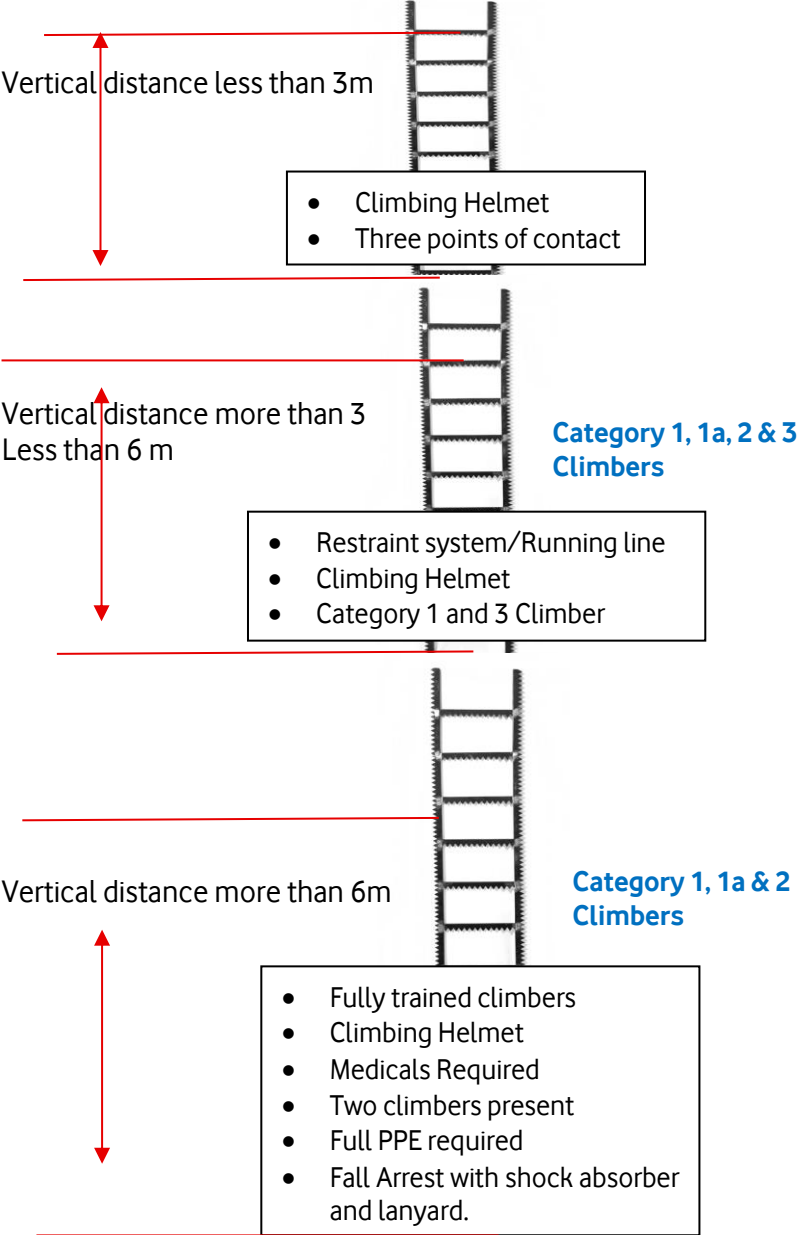 Vertical distance less than 3m
• Climbing Helmet
• Three points of contact
Vertical distance more than 3
Less than 6 m
Category 1, 1a, 2 & 3
Climbers
• Restraint system/Running line
• Climbing Helmet
• Category 1 and 3 Climber
Vertical distance more than 6m
Category 1, 1a & 2
Climbers
• Fully trained climbers
• Climbing Helmet
• Medicals Required
• Two climbers present
• Full PPE required
• Fall Arrest with shock absorber
and lanyard.